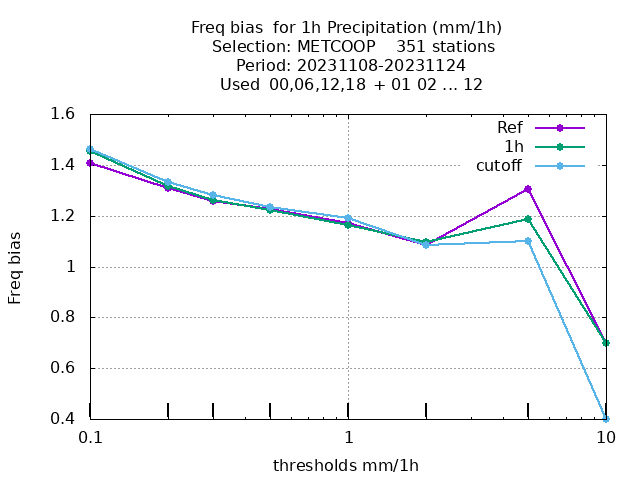 Freq bias  for 1h Precipitation (mm/1h)
Selection: METCOOP    351 stations
Period: 20231108-20231124
Used  00,06,12,18  + 01 02 ... 12
Ref
1h
cutoff
1.6
1.4
1.2
1
0.8
0.6
0.4
Freq bias
0.1
1
10
thresholds mm/1h